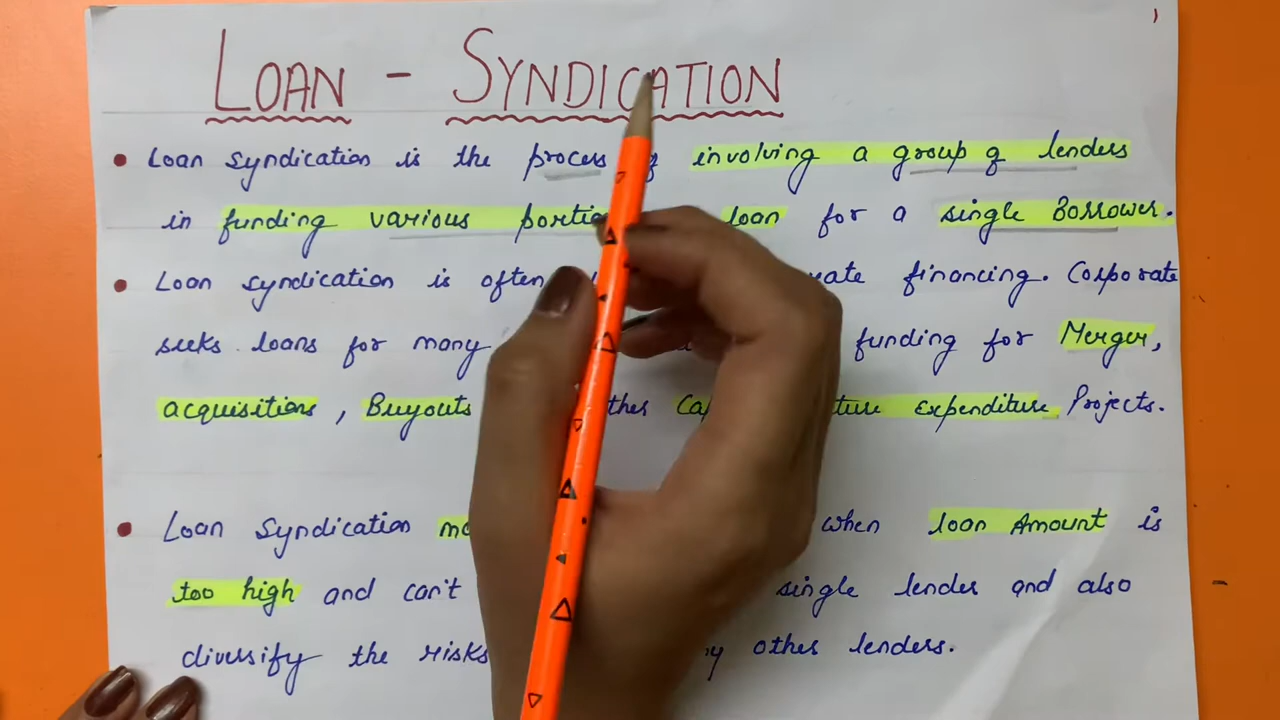 LOAN - SYNDICATION
Loan syndication is the process involving a group of lenders
in funding various loan for a single Borrower.
Loan syndication is often financing. Corporate
seeks loans for many funding for Merger,
acquisitions, Buyouts Expenditure Projects.
Loan Syndication when loan Amount is
too high and can't single lender and also
diversify the risks other lenders.